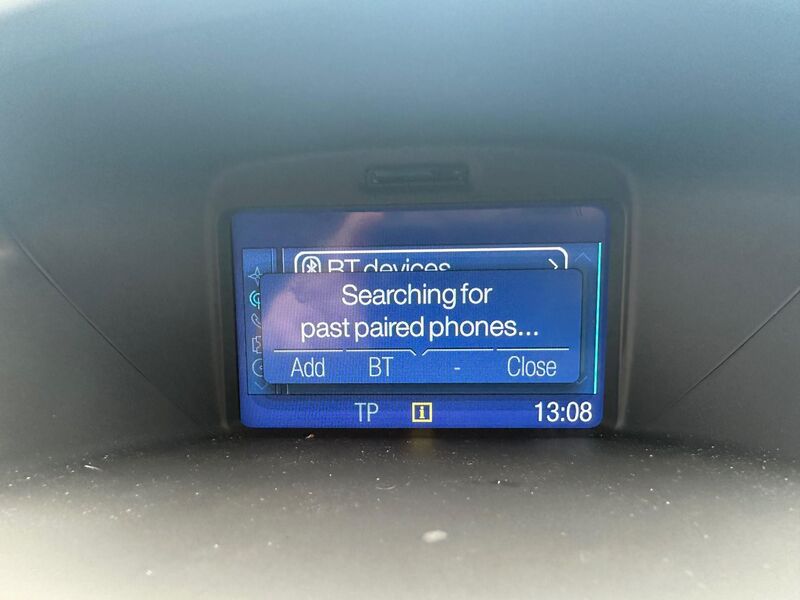 BT devices
Searching for
past paired phones...
Add BT - Close
TP i 13:08